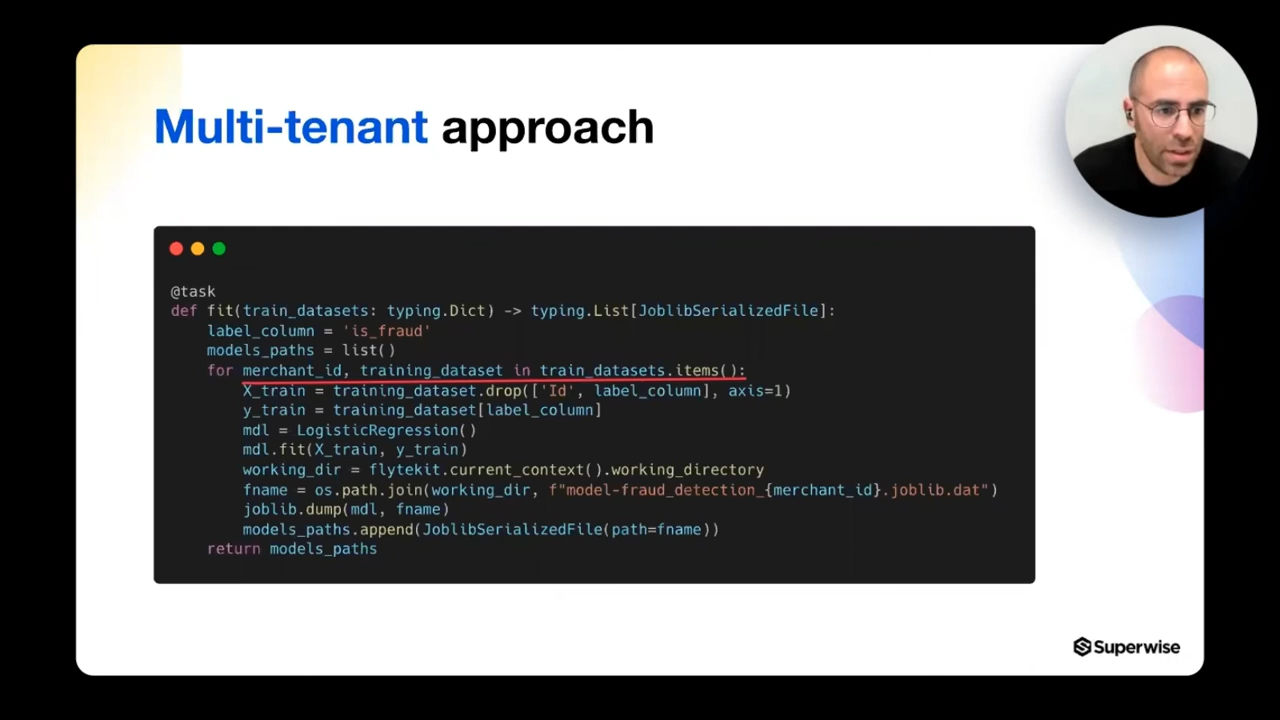 Multi-tenant approach
@task
def fit(train_datasets: typing.Dict) -> typing.List[JoblibSerializedFile]:
    label_column = 'is_fraud'
    models_paths = list()
    for merchant_id, training_dataset in train_datasets.items():
        X_train = training_dataset.drop(['Id', label_column], axis=1)
        y_train = training_dataset[label_column]
        mdl = LogisticRegression()
        mdl.fit(X_train, y_train)
        working_dir = flytekit.current_context().working_directory
        fname = os.path.join(working_dir, f"model-fraud_detection_{merchant_id}.joblib.dat")
        joblib.dump(mdl, fname)
        models_paths.append(JoblibSerializedFile(path=fname))
    return models_paths
Superwise